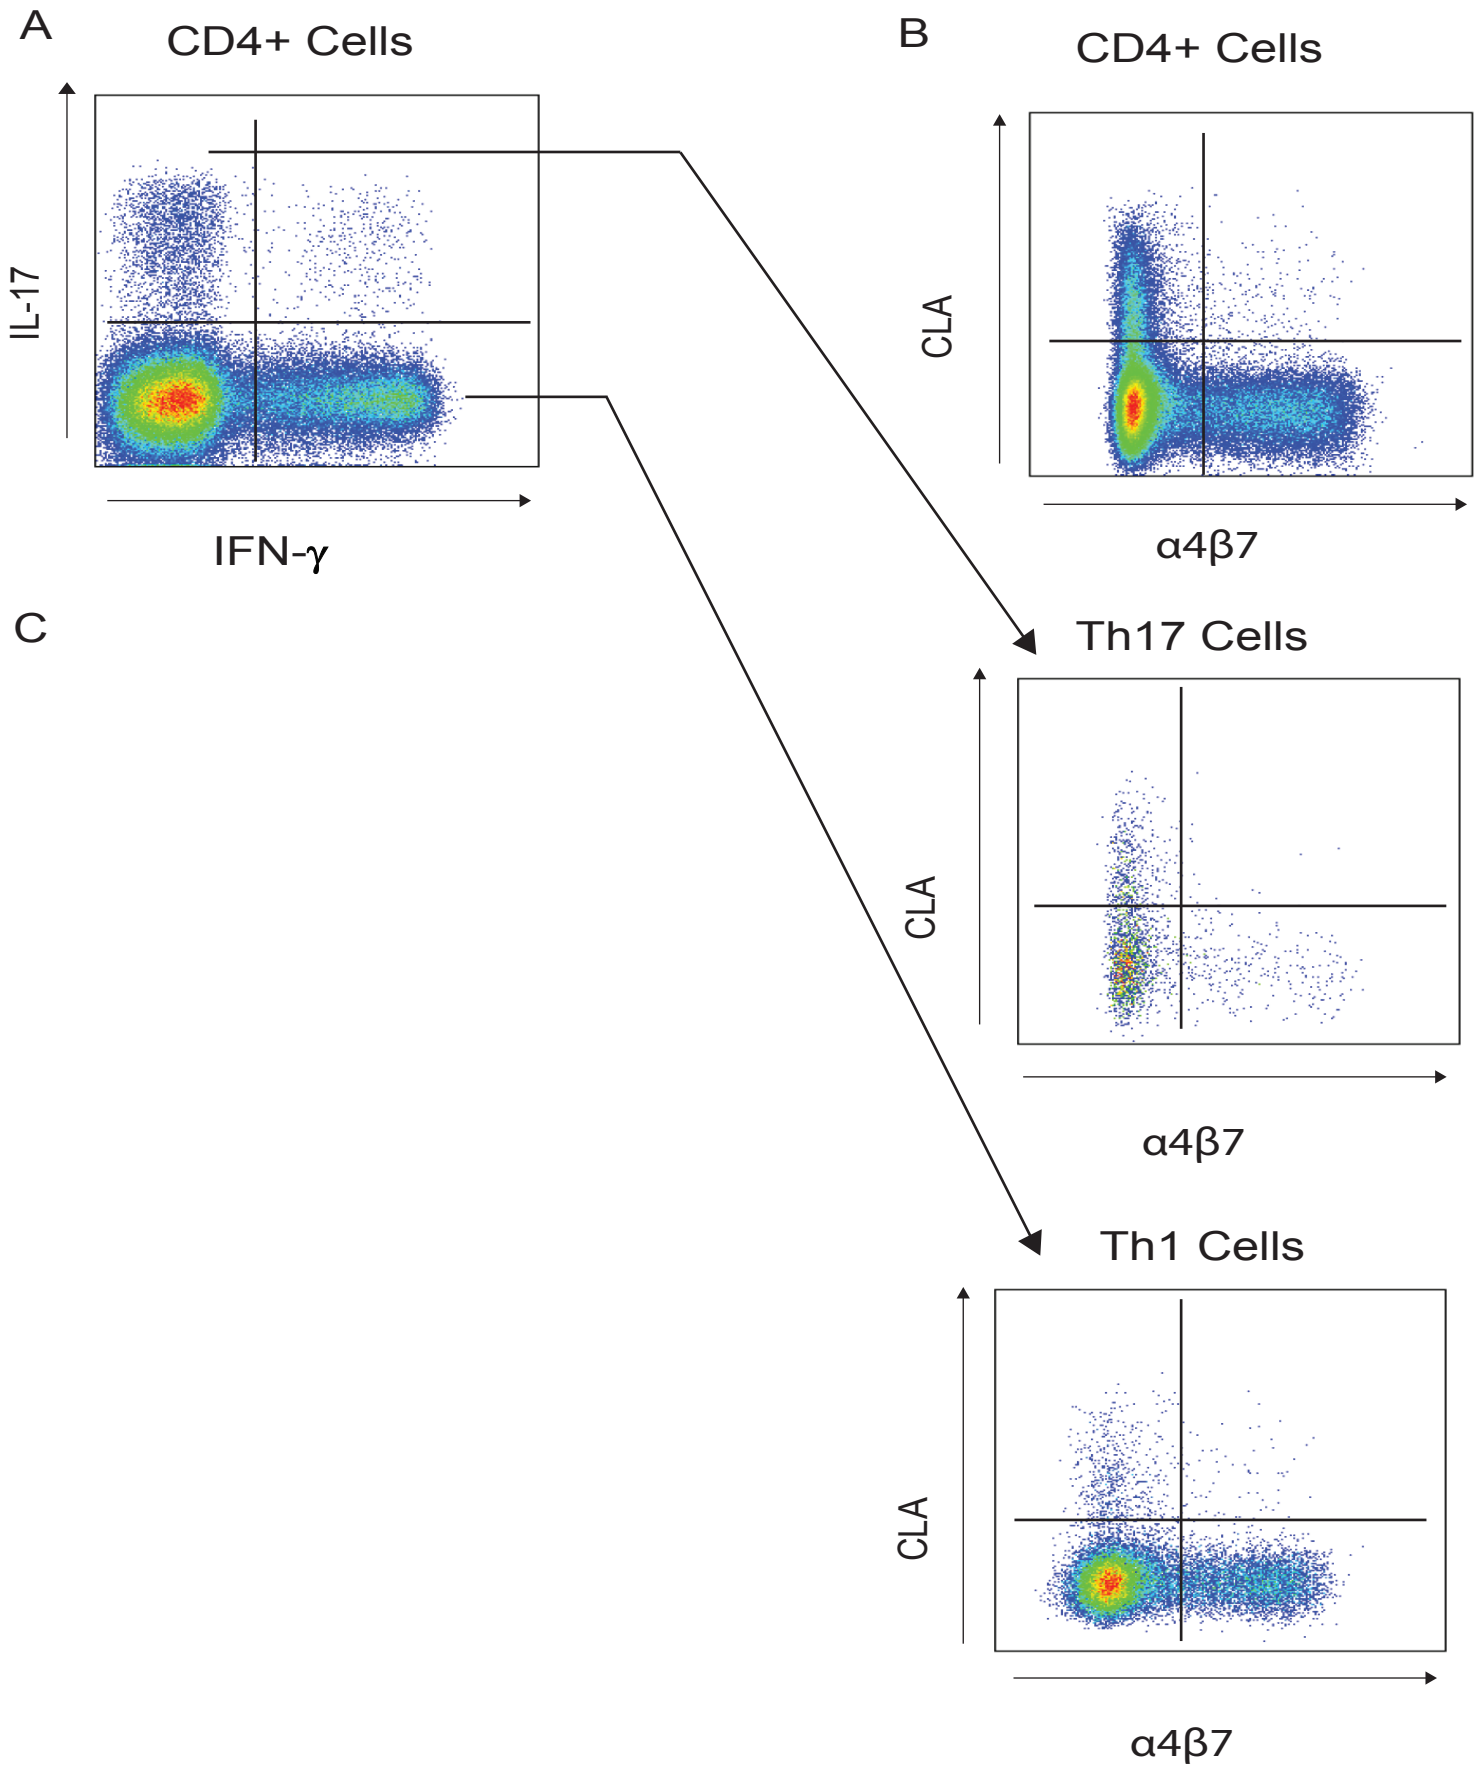 A
CD4+ Cells
IL-17
IFN-γ
B
CD4+ Cells
CLA
α4β7
C
Th17 Cells
CLA
α4β7
Th1 Cells
CLA
α4β7